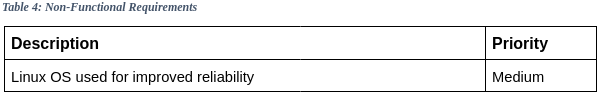 Table 4: Non-Functional Requirements
Description Priority
Linux OS used for improved reliability Medium